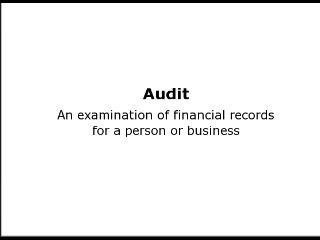 Audit
An examination of financial records
for a person or business